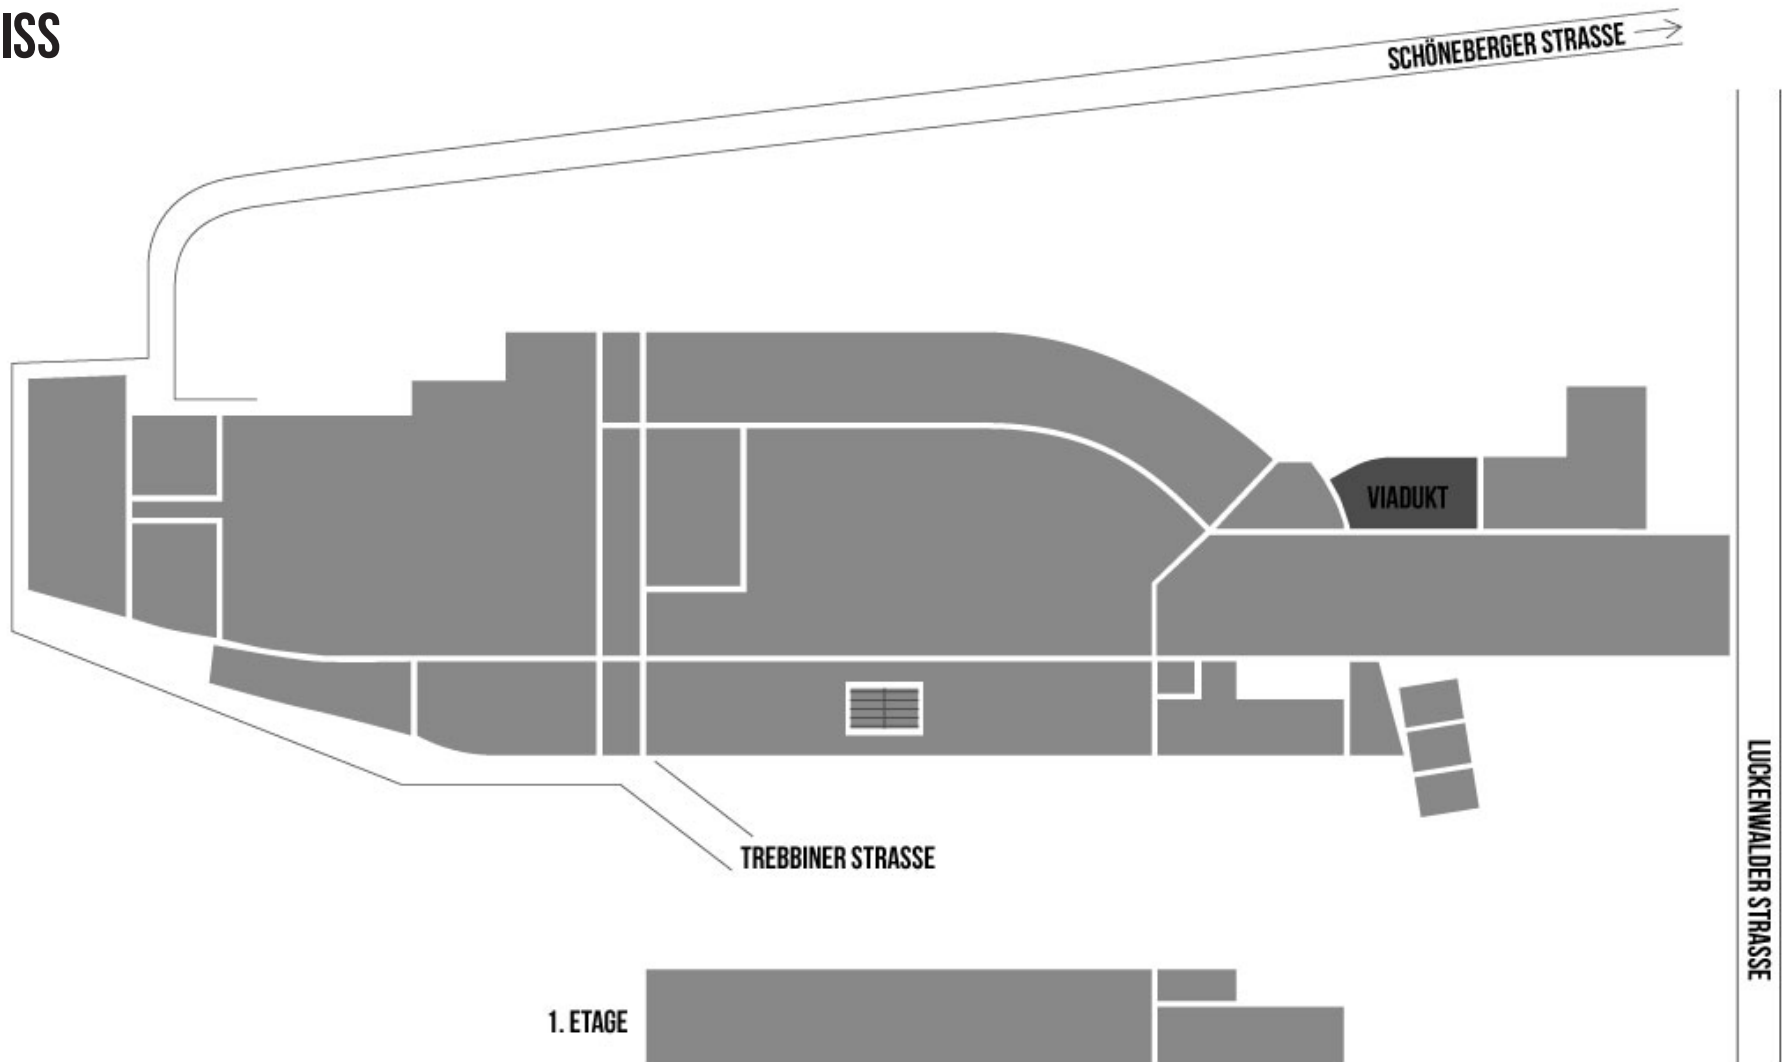 ISS
SCHÖNEBERGER STRASSE
VIADUKT
LUCKENWALDER STRASSE
TREBBINER STRASSE
1. ETAGE